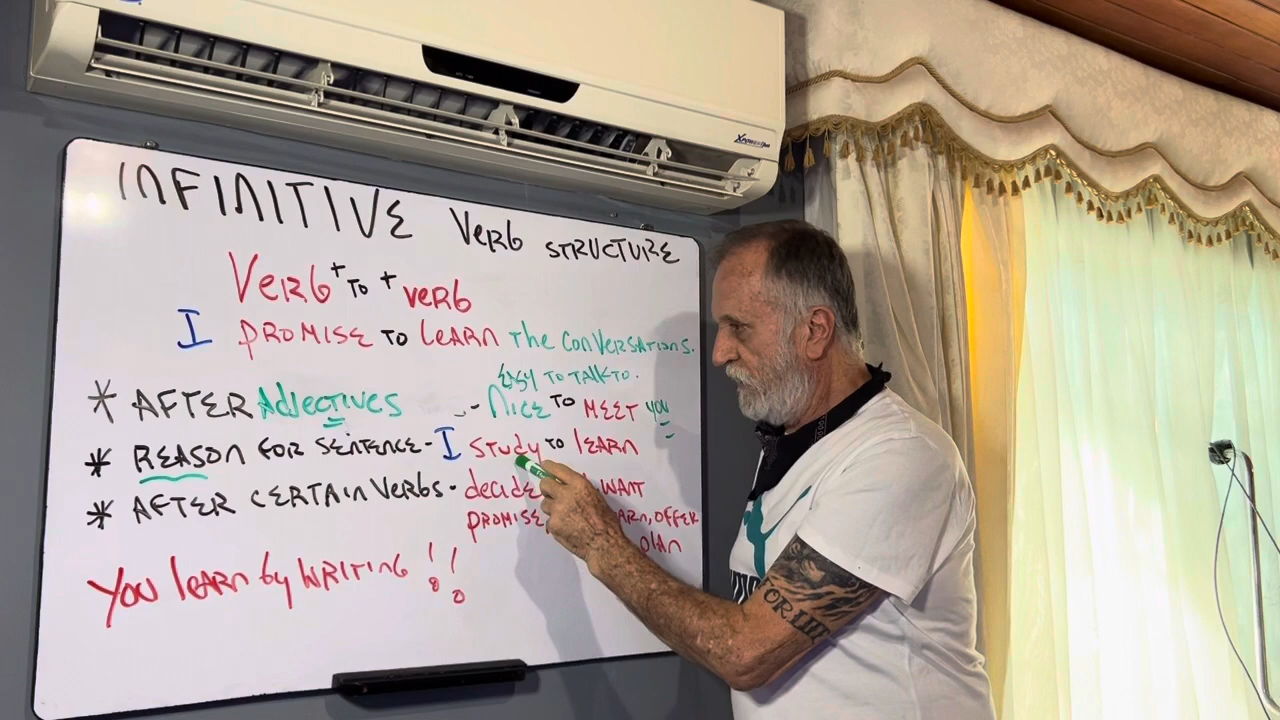 INFINITIVE VERB STRUCTURE
VERB + TO + VERB
I PROMISE TO LEARN THE CONVERSATIONS.
EASY TO TALK TO.
* AFTER AdJECTIVES - NICE TO MEET YOU
* REASON FOR SENTENCE - I STUDY TO LEARN
* AFTER CERTAIN VERBS - decide WANT
PROMISE OFFER
PLAN
YOU LEARN by WRITING !!